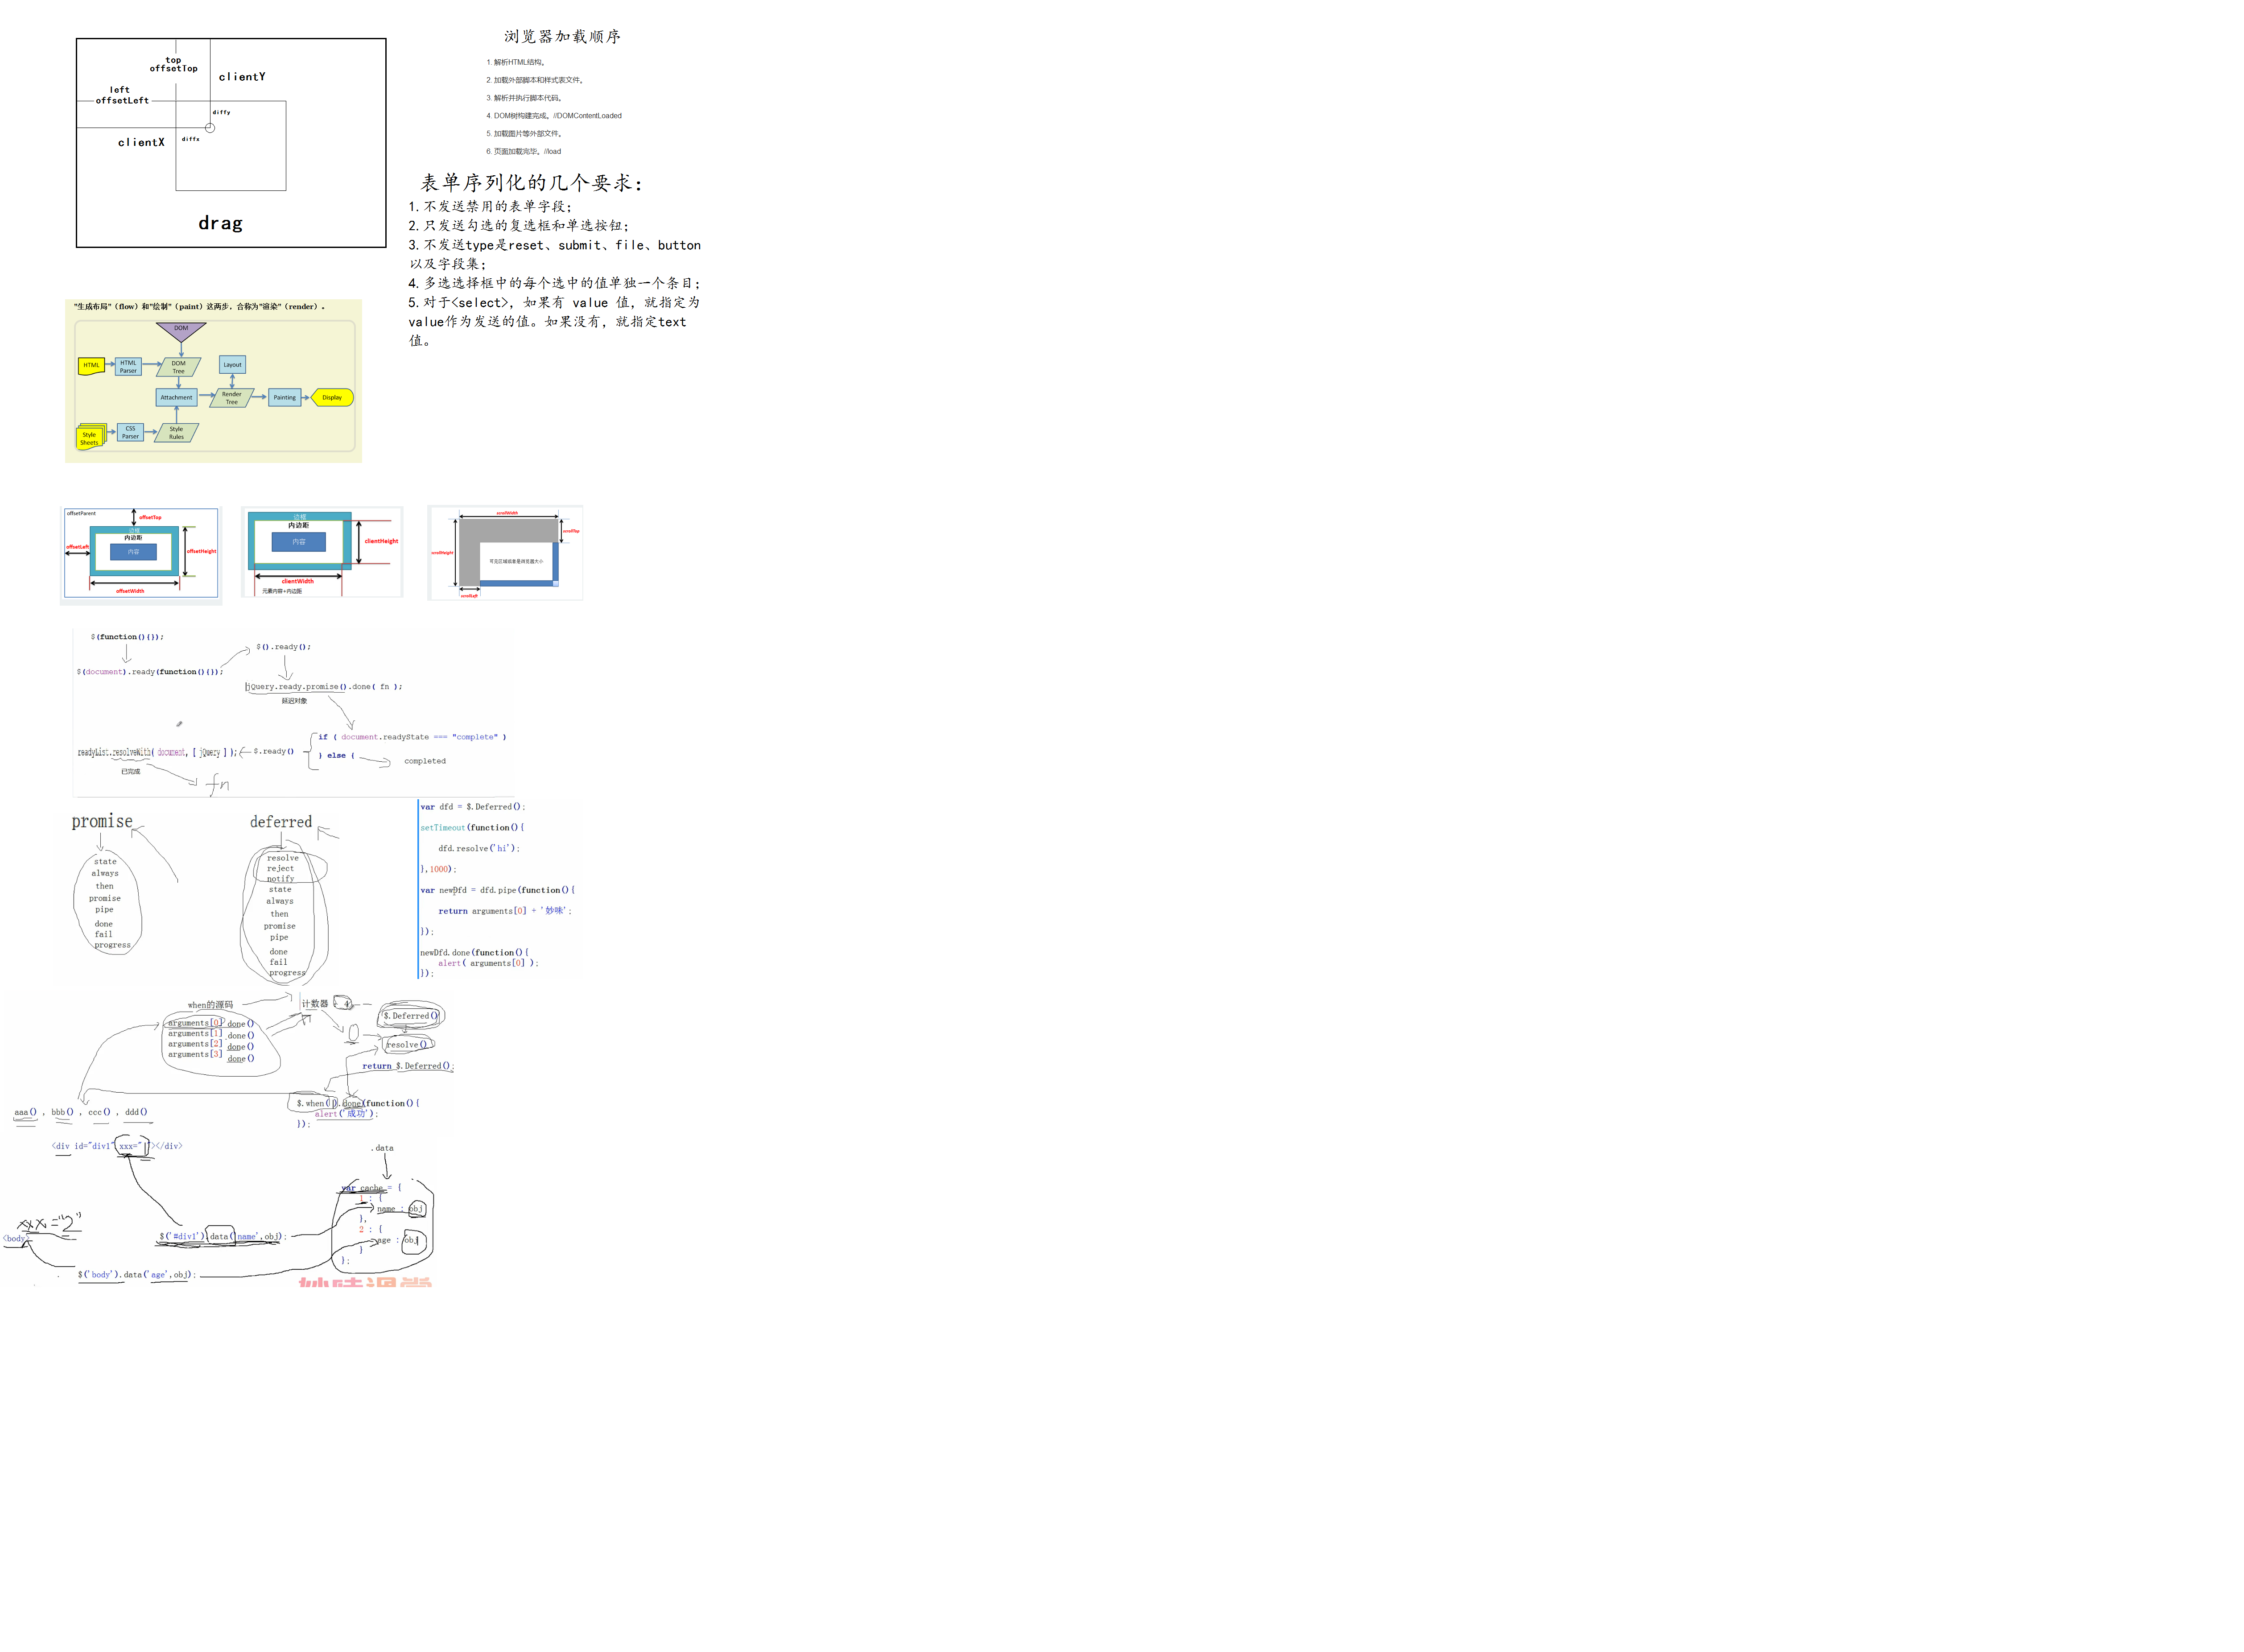 top
offsetTop
clientY
left
offsetLeft
diffy
clientX
diffx
drag
浏览器加载顺序
1. 解析HTML结构。
2. 加载外部脚本和样式表文件。
3. 解析并执行脚本代码。
4. DOM树构建完成。//DOMContentLoaded
5. 加载图片等外部文件。
6. 页面加载完毕。//load
表单序列化的几个要求：
1.不发送禁用的表单字段；
2.只发送勾选的复选框和单选按钮；
3.不发送type是reset、submit、file、button
以及字段集；
4.多选选择框中的每个选中的值单独一个条目；
5.对于<select>，如果有 value 值，就指定为
value作为发送的值。如果没有，就指定text
值。
"生成布局"（flow）和"绘制"（paint）这两步，合称为"渲染"（render）。
DOM
HTML
HTML
Parser
DOM
Tree
Layout
Attachment
Render
Tree
Painting
Display
Style
Sheets
CSS
Parser
Style
Rules
offsetParent
offsetTop
边框
内边距
内容
offsetLeft
offsetHeight
offsetWidth
边框
内边距
内容
clientHeight
clientWidth
元素内容+内边距
scrollWidth
scrollTop
scrollHeight
可见区域或者是浏览器大小
scrollLeft
$(function(){});
$().ready();
$(document).ready(function(){});
jQuery.ready.promise().done( fn );
延迟对象
if ( document.readyState === "complete" )
readyList.resolveWith( document, [ jQuery ] );
$.ready()
} else {
completed
已完成
fn
promise
state
always
then
promise
pipe
done
fail
progress
deferred
resolve
reject
notify
state
always
then
promise
pipe
done
fail
progress
var dfd = $.Deferred();
setTimeout(function(){
dfd.resolve('hi');
},1000);
var newDfd = dfd.pipe(function(){
return arguments[0] + '妙味';
});
newDfd.done(function(){
alert( arguments[0] );
});
when的源码
计数器 : 4
$.Deferred()
arguments[0] done()
arguments[1] .done()
arguments[2] done()
arguments[3] done()
0
resolve()
return $.Deferred();
$.when().done(function(){
alert('成功');
});
aaa() , bbb() , ccc() , ddd()
<div id="div1" xxx="1"></div>
.data
var cache = {
1 : {
name : obj
},
2 : {
age : obj
}
};
xxx="2"
<body>
$('#div1').data('name',obj);
$('body').data('age',obj);